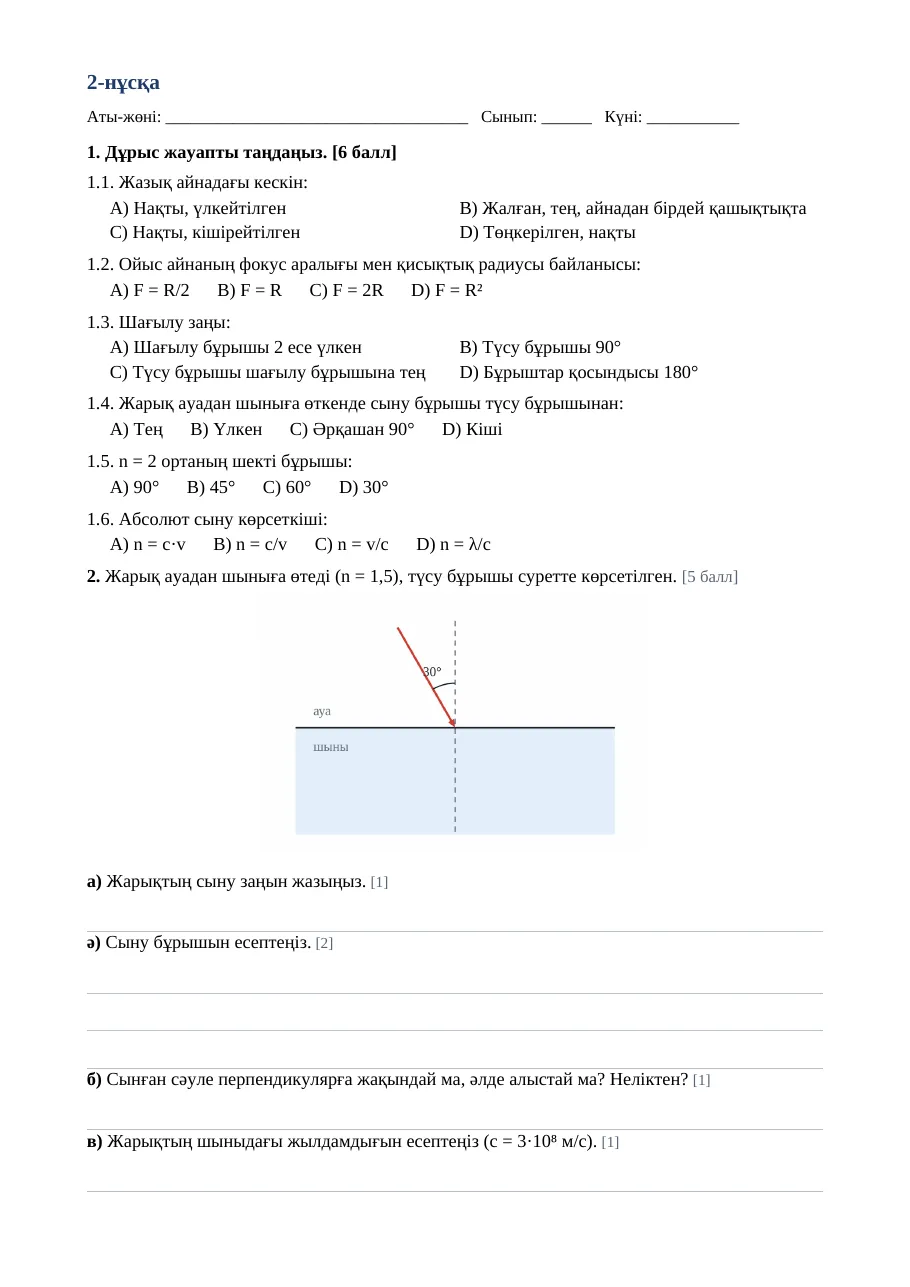 2-нұсқа
Аты-жөні: ____________________________________ Сынып: ______ Күні: ___________
1. Дұрыс жауапты таңдаңыз. [6 балл]
1.1. Жазық айнадағы кескін:
A) Нақты, үлкейтілген B) Жалған, тең, айнадан бірдей қашықтықта
C) Нақты, кішірейтілген D) Төңкерілген, нақты
1.2. Ойыс айнаның фокус аралығы мен қисықтық радиусы байланысы:
A) F = R/2 B) F = R C) F = 2R D) F = R²
1.3. Шағылу заңы:
A) Шағылу бұрышы 2 есе үлкен B) Түсу бұрышы 90°
C) Түсу бұрышы шағылу бұрышына тең D) Бұрыштар қосындысы 180°
1.4. Жарық ауадан шыныға өткенде сыну бұрышы түсу бұрышынан:
A) Тең B) Үлкен C) Әрқашан 90° D) Кіші
1.5. n = 2 ортаның шекті бұрышы:
A) 90° B) 45° C) 60° D) 30°
1.6. Абсолют сыну көрсеткіші:
A) n = c·v B) n = c/v C) n = v/c D) n = λ/c
2. Жарық ауадан шыныға өтеді (n = 1,5), түсу бұрышы суретте көрсетілген. [5 балл]
30°
ауа
шыны
а) Жарықтың сыну заңын жазыңыз. [1]
ә) Сыну бұрышын есептеңіз. [2]
б) Сынған сәуле перпендикулярға жақындай ма, әлде алыстай ма? Неліктен? [1]
в) Жарықтың шыныдағы жылдамдығын есептеңіз (c = 3·10⁸ м/с). [1]